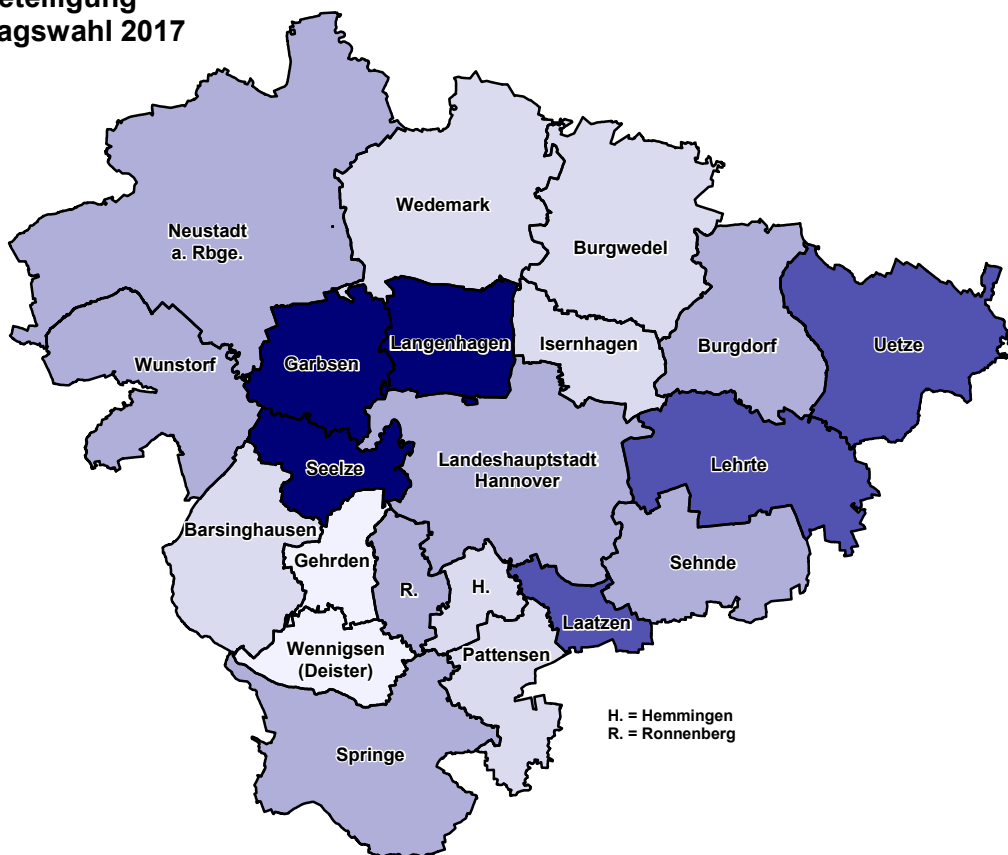 eteiligung
agswahl 2017
Wedemark
Neustadt
a. Rbge.
Burgwedel
Wunstorf
Garbsen
Langenhagen
Isernhagen
Burgdorf
Uetze
Seelze
Landeshauptstadt
Hannover
Lehrte
Barsinghausen
Gehrden
R.
H.
Sehnde
Laatzen
Wennigsen
(Deister)
Pattensen
H. = Hemmingen
R. = Ronnenberg
Springe